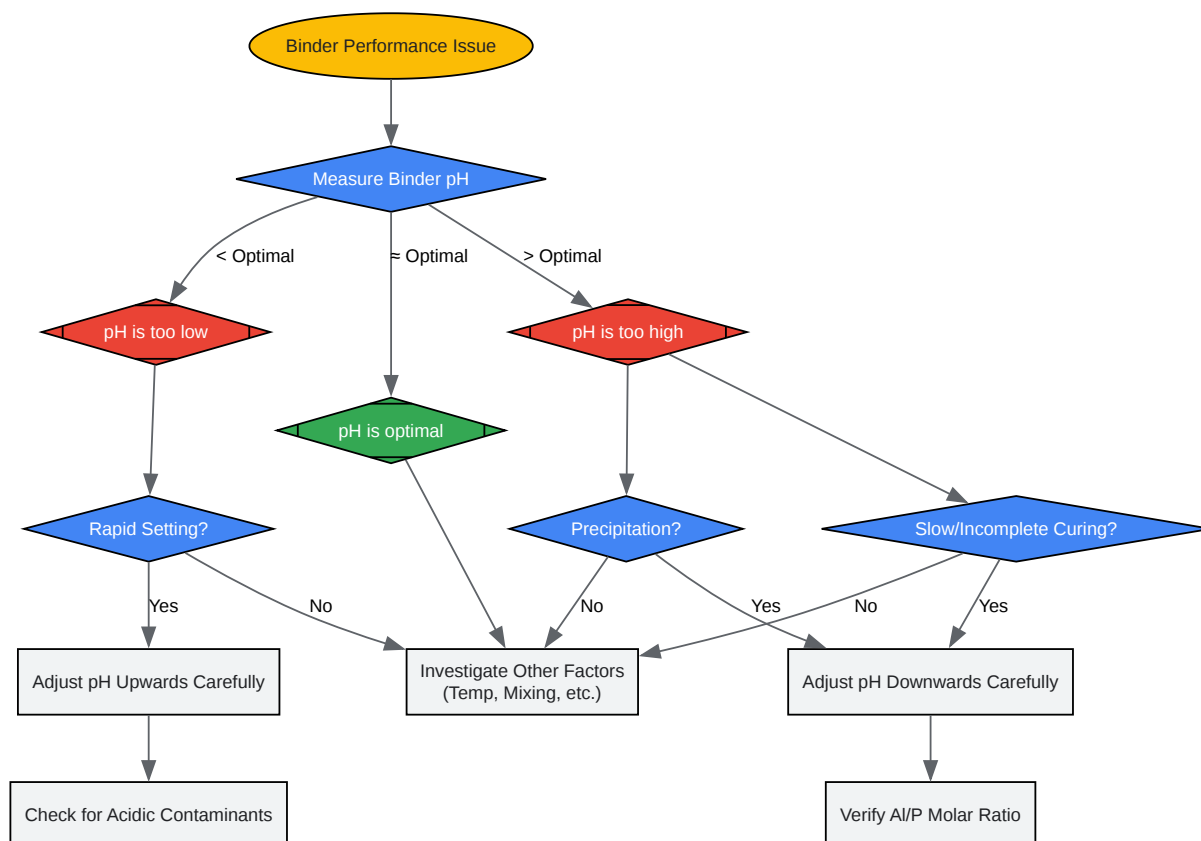 Binder Performance Issue
Measure Binder pH
< Optimal
≈ Optimal
> Optimal
pH is too low
pH is too high
pH is optimal
Rapid Setting?
Precipitation?
Slow/Incomplete Curing?
Yes
No
No
Yes
No
Yes
Adjust pH Upwards Carefully
Investigate Other Factors
(Temp, Mixing, etc.)
Adjust pH Downwards Carefully
Check for Acidic Contaminants
Verify Al/P Molar Ratio